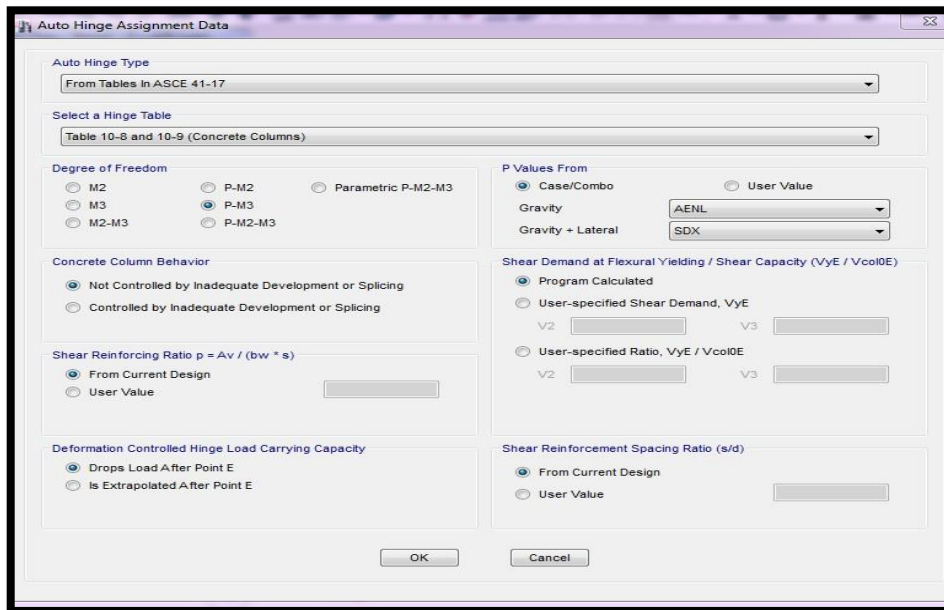 Auto Hinge Assignment Data
Auto Hinge Type
From Tables In ASCE 41-17
Select a Hinge Table
Table 10-8 and 10-9 (Concrete Columns)
Degree of Freedom
M2 P-M2 Parametric P-M2-M3
M3 P-M3
M2-M3 P-M2-M3
P Values From
Case/Combo User Value
Gravity AENL
Gravity + Lateral SDX
Concrete Column Behavior
Not Controlled by Inadequate Development or Splicing
Controlled by Inadequate Development or Splicing
Shear Demand at Flexural Yielding / Shear Capacity (VyE / Vcol0E)
Program Calculated
User-specified Shear Demand, VyE
V2 V3
User-specified Ratio, VyE / Vcol0E
V2 V3
Shear Reinforcing Ratio p = Av / (bw * s)
From Current Design
User Value
Deformation Controlled Hinge Load Carrying Capacity
Drops Load After Point E
Is Extrapolated After Point E
Shear Reinforcement Spacing Ratio (s/d)
From Current Design
User Value
OK Cancel